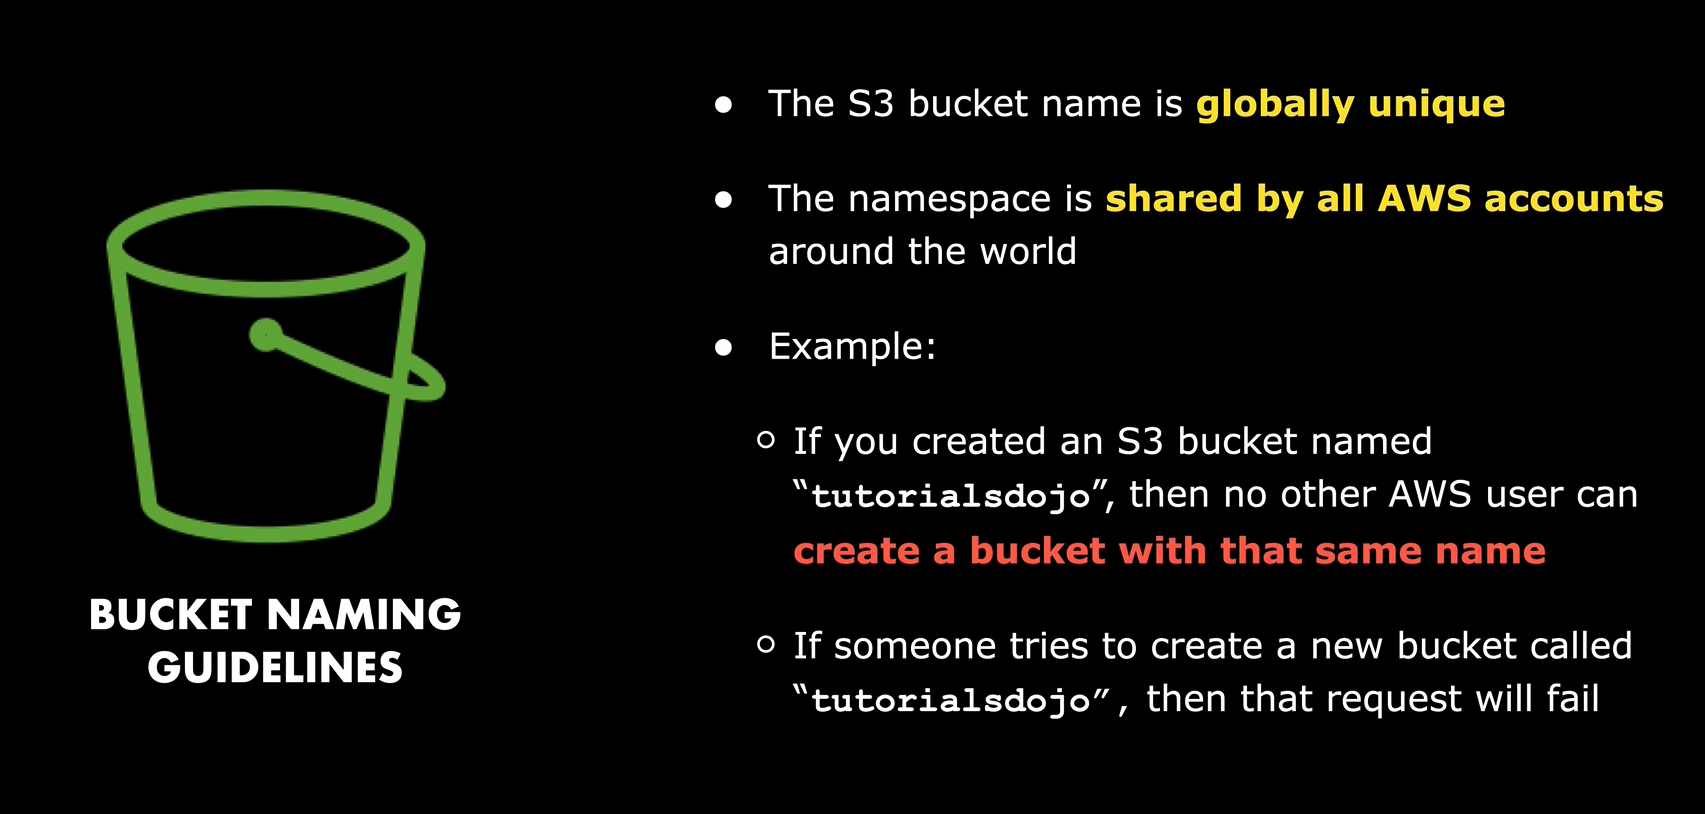 ● The S3 bucket name is globally unique
● The namespace is shared by all AWS accounts
around the world
● Example:
○ If you created an S3 bucket named
“tutorialsdojo”, then no other AWS user can
create a bucket with that same name
○ If someone tries to create a new bucket called
“tutorialsdojo”, then that request will fail
BUCKET NAMING
GUIDELINES